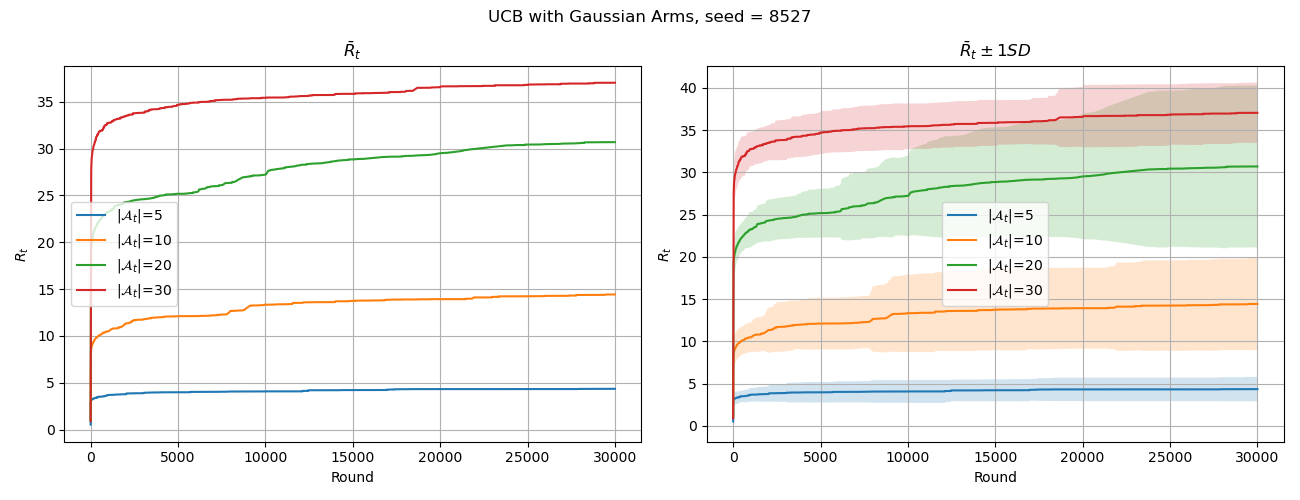 UCB with Gaussian Arms, seed = 8527
R̄ₜ
Rₜ
35
30
25
20
15
10
5
0
|𝒜ₜ|=5
|𝒜ₜ|=10
|𝒜ₜ|=20
|𝒜ₜ|=30
0 5000 10000 15000 20000 25000 30000
Round
R̄ₜ ± 1SD
Rₜ
40
35
30
25
20
15
10
5
0
|𝒜ₜ|=5
|𝒜ₜ|=10
|𝒜ₜ|=20
|𝒜ₜ|=30
0 5000 10000 15000 20000 25000 30000
Round